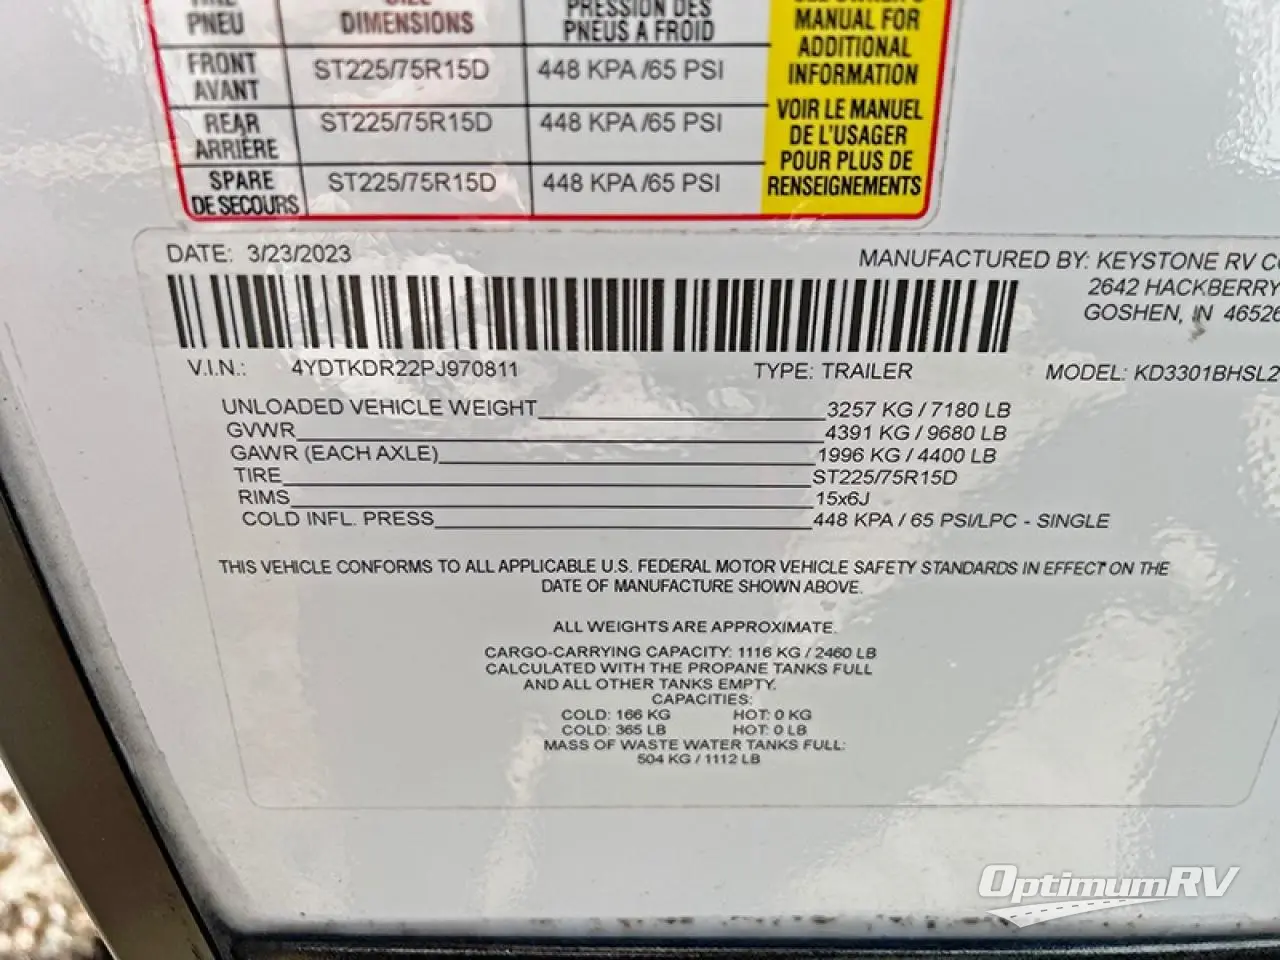 PNEU DIMENSIONS PRESSION DES PNEUS A FROID
FRONT AVANT ST225/75R15D 448 KPA /65 PSI
REAR ARRIÈRE ST225/75R15D 448 KPA /65 PSI
SPARE DE SECOURS ST225/75R15D 448 KPA /65 PSI
MANUAL FOR
ADDITIONAL
INFORMATION
VOIR LE MANUEL
DE L'USAGER
POUR PLUS DE
RENSEIGNEMENTS
DATE: 3/23/2023
MANUFACTURED BY: KEYSTONE RV
2642 HACKBERRY
GOSHEN, IN 46526
V.I.N.: 4YDTKDR22PJ970811 TYPE: TRAILER MODEL: KD3301BHSL2
UNLOADED VEHICLE WEIGHT 3257 KG / 7180 LB
GVWR 4391 KG / 9680 LB
GAWR (EACH AXLE) 1996 KG / 4400 LB
TIRE ST225/75R15D
RIMS 15x6J
COLD INFL. PRESS 448 KPA / 65 PSI/LPC - SINGLE
THIS VEHICLE CONFORMS TO ALL APPLICABLE U.S. FEDERAL MOTOR VEHICLE SAFETY STANDARDS IN EFFECT ON THE
DATE OF MANUFACTURE SHOWN ABOVE.
ALL WEIGHTS ARE APPROXIMATE.
CARGO-CARRYING CAPACITY: 1116 KG / 2460 LB
CALCULATED WITH THE PROPANE TANKS FULL
AND ALL OTHER TANKS EMPTY.
CAPACITIES:
COLD: 166 KG HOT: 0 KG
COLD: 365 LB HOT: 0 LB
MASS OF WASTE WATER TANKS FULL:
504 KG / 1112 LB
OptimumRV